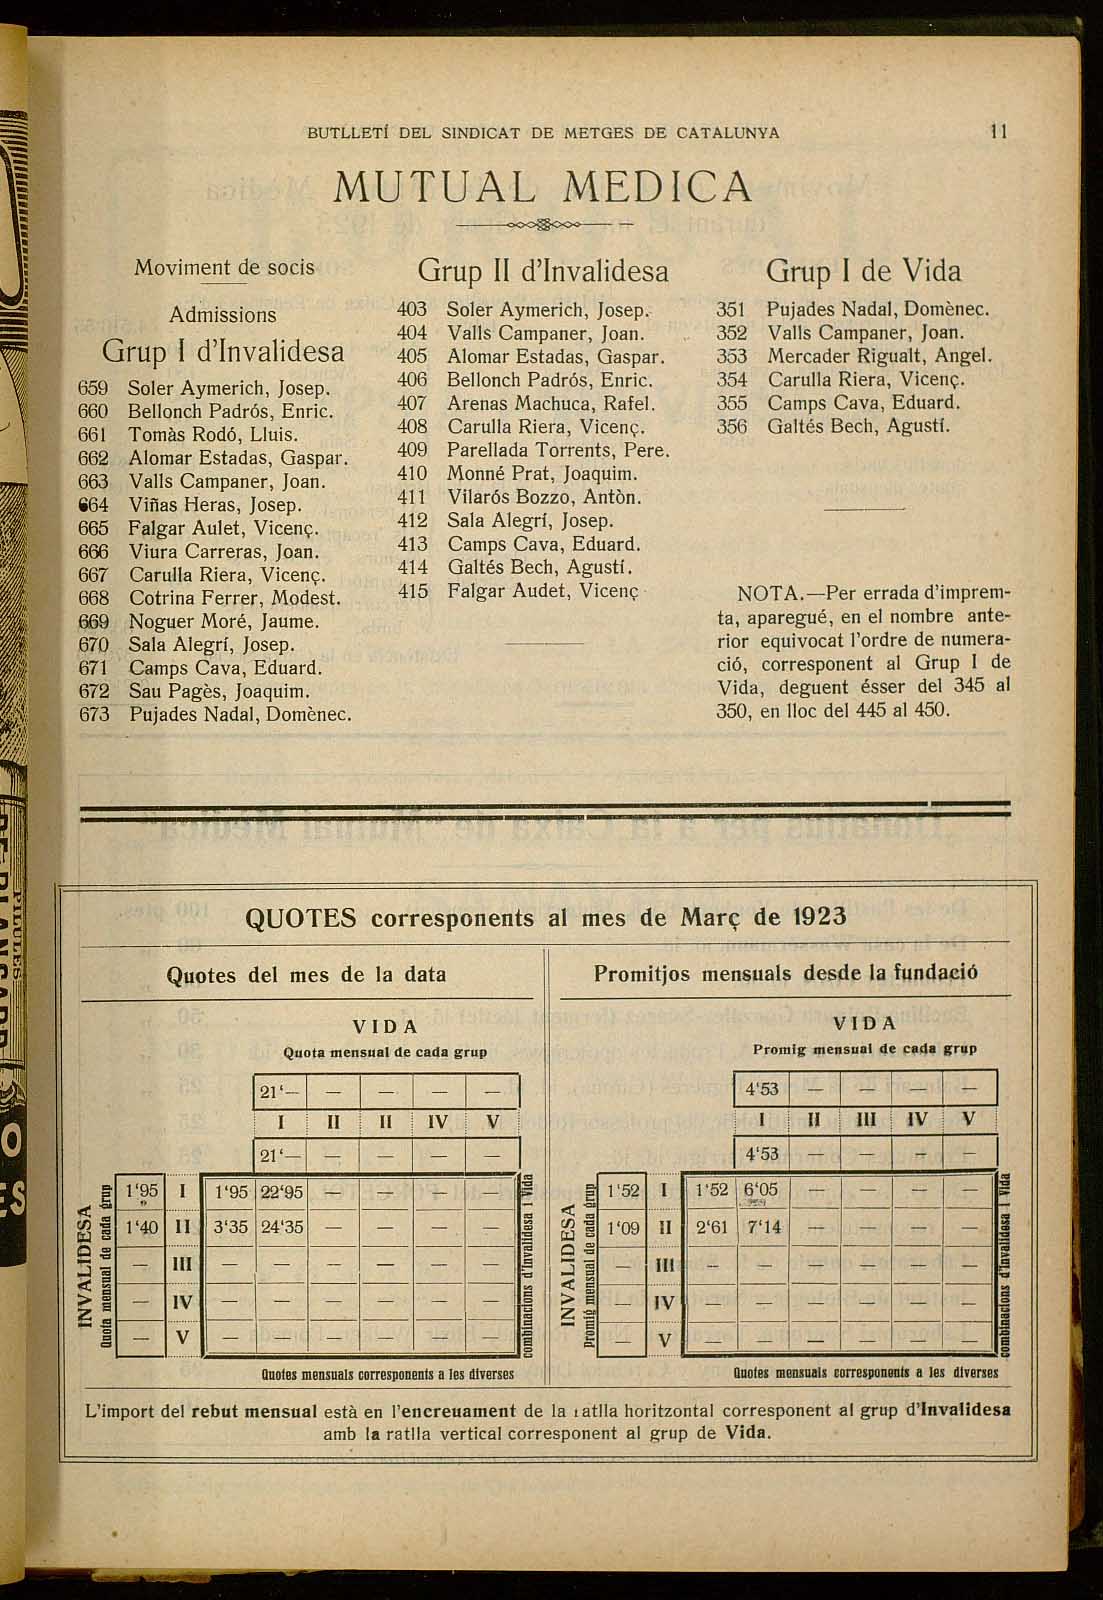 BUTLLETÍ DEL SINDICAT DE METGES DE CATALUNYA 11
MUTUAL MEDICA
Moviment de socis
Admissions
Grup I d'Invalidesa
659 Soler Aymerich, Josep.
660 Bellonch Padrós, Enric.
661 Tomàs Rodó, Lluis.
662 Alomar Estadas, Gaspar.
663 Valls Campaner, Joan.
664 Viñas Heras, Josep.
665 Falgar Aulet, Vicenç.
666 Viura Carreras, Joan.
667 Carulla Riera, Vicenç.
668 Cotrina Ferrer, Modest.
669 Noguer Moré, Jaume.
670 Sala Alegrí, Josep.
671 Camps Cava, Eduard.
672 Sau Pagès, Joaquim.
673 Pujades Nadal, Domènec.
Grup II d'Invalidesa
403 Soler Aymerich, Josep.
404 Valls Campaner, Joan.
405 Alomar Estadas, Gaspar.
406 Bellonch Padrós, Enric.
407 Arenas Machuca, Rafel.
408 Carulla Riera, Vicenç.
409 Parellada Torrents, Pere.
410 Monné Prat, Joaquim.
411 Vilarós Bozzo, Antòn.
412 Sala Alegrí, Josep.
413 Camps Cava, Eduard.
414 Galtés Bech, Agustí.
415 Falgar Audet, Vicenç
Grup I de Vida
351 Pujades Nadal, Domènec.
352 Valls Campaner, Joan.
353 Mercader Rigualt, Angel.
354 Carulla Riera, Vicenç.
355 Camps Cava, Eduard.
356 Galtés Bech, Agustí.
NOTA.—Per errada d'imprem-
ta, aparegué, en el nombre ante-
rior equivocat l'ordre de numera-
ció, corresponent al Grup I de
Vida, deguent ésser del 345 al
350, en lloc del 445 al 450.
QUOTES corresponents al mes de Març de 1923
Quotes del mes de la data
VIDA
Quota mensual de cada grup
21‘— — — — —
I II II IV V
21‘— — — — —
1‘95 I 1‘95 22‘95 — — — —
1‘40 II 3‘35 24‘35 — — — —
— III — — — — — —
— IV — — — — — —
— V — — — — — —
INVALIDESA
Quota mensual de cada grup
combinacions d'Invalidesa i Vida
Quotes mensuals corresponents a les diverses
Promitjos mensuals desde la fundació
VIDA
Promig mensual de cada grup
4‘53 — — — —
I II III IV V
4‘53 — — — —
1‘52 I 1‘52 6‘05 — — — —
1‘09 II 2‘61 7‘14 — — — —
— III — — — — — —
— IV — — — — — —
— V — — — — — —
INVALIDESA
Promig mensual de cada grup
combinacions d'Invalidesa i Vida
Quotes mensuals corresponents a les diverses
L'import del rebut mensual està en l'encreuament de la ratlla horitzontal corresponent al grup d'Invalidesa
amb la ratlla vertical corresponent al grup de Vida.